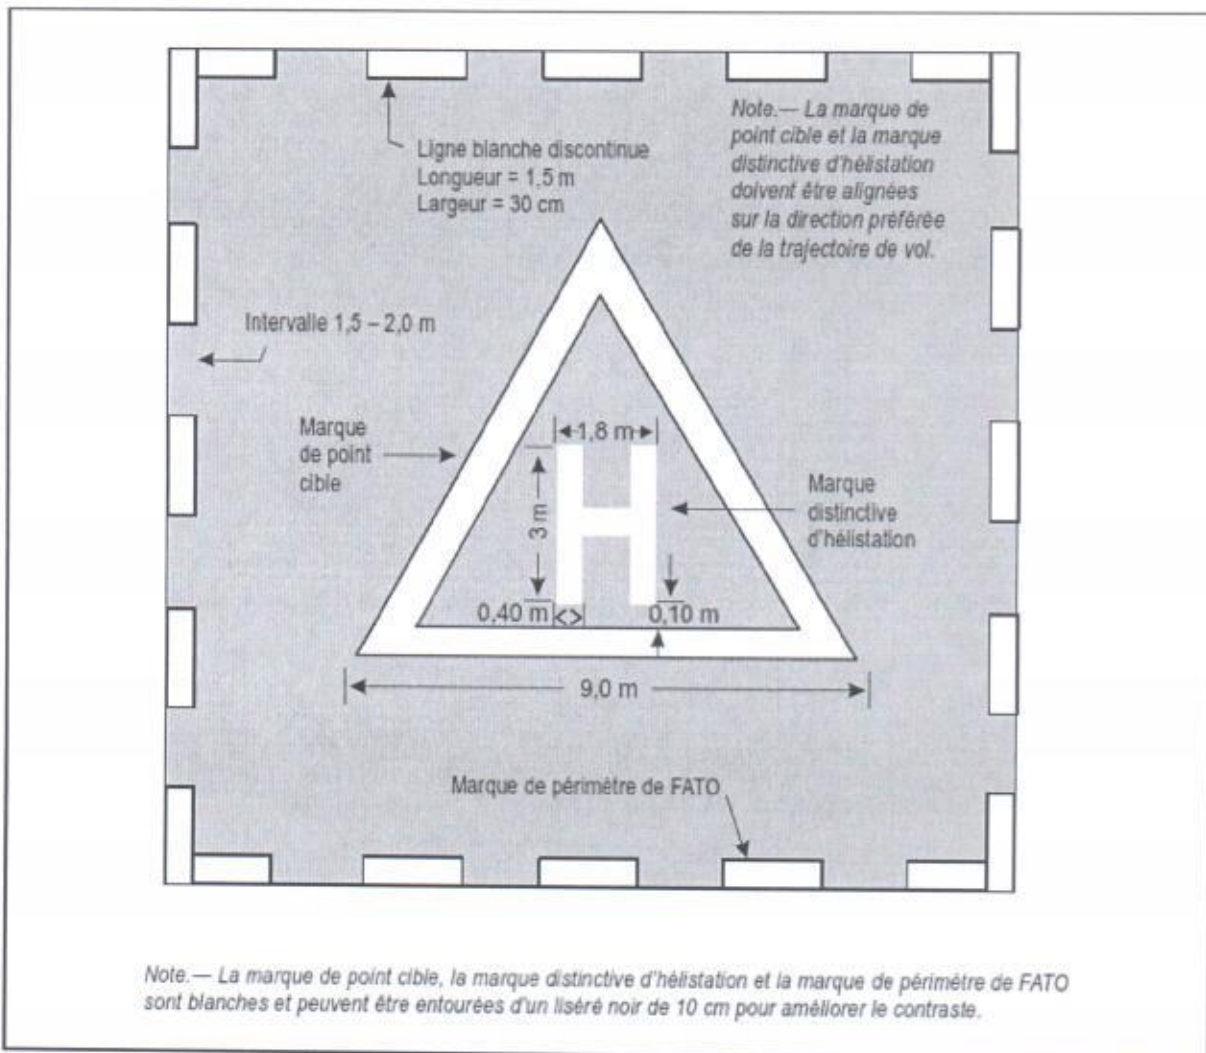 Ligne blanche discontinue
Longueur = 1,5 m
Largeur = 30 cm
Note.— La marque de
point cible et la marque
distinctive d'hélistation
doivent être alignées
sur la direction préférée
de la trajectoire de vol.
Intervalle 1,5 – 2,0 m
Marque
de point
cible
1,8 m
3 m
H
Marque
distinctive
d'hélistation
0,40 m
0,10 m
9,0 m
Marque de périmètre de FATO
Note.— La marque de point cible, la marque distinctive d'hélistation et la marque de périmètre de FATO
sont blanches et peuvent être entourées d'un liséré noir de 10 cm pour améliorer le contraste.